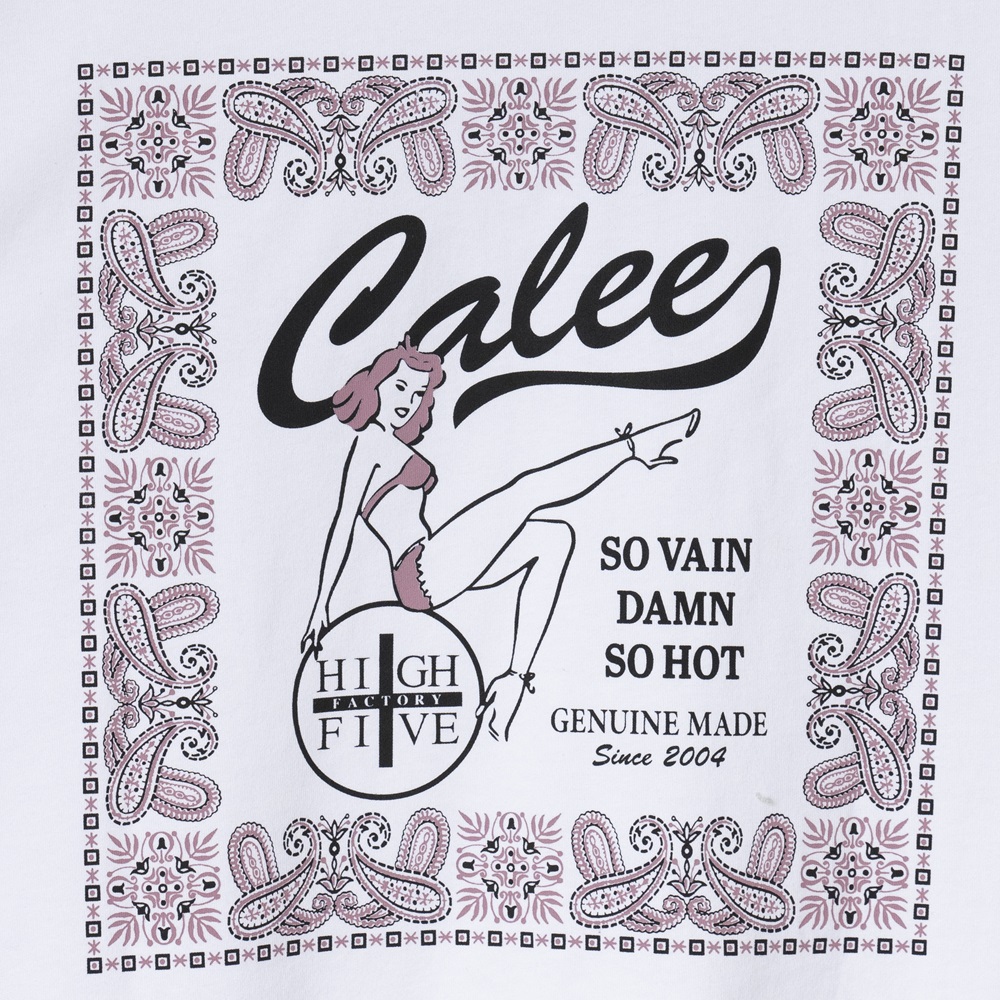 Calee
SO VAIN
DAMN
SO HOT
HIGH
FACTORY
FIVE
GENUINE MADE
Since 2004